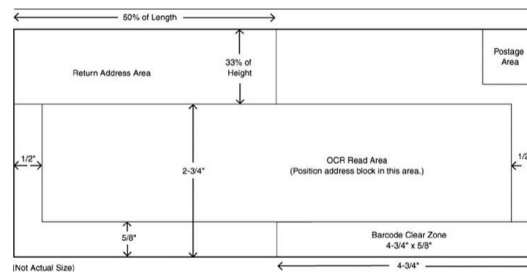 50% of Length
Return Address Area
33% of
Height
Postage
Area
1/2"
2-3/4"
OCR Read Area
(Position address block in this area.)
1/2
5/8"
Barcode Clear Zone
4-3/4" x 5/8"
(Not Actual Size)
4-3/4"